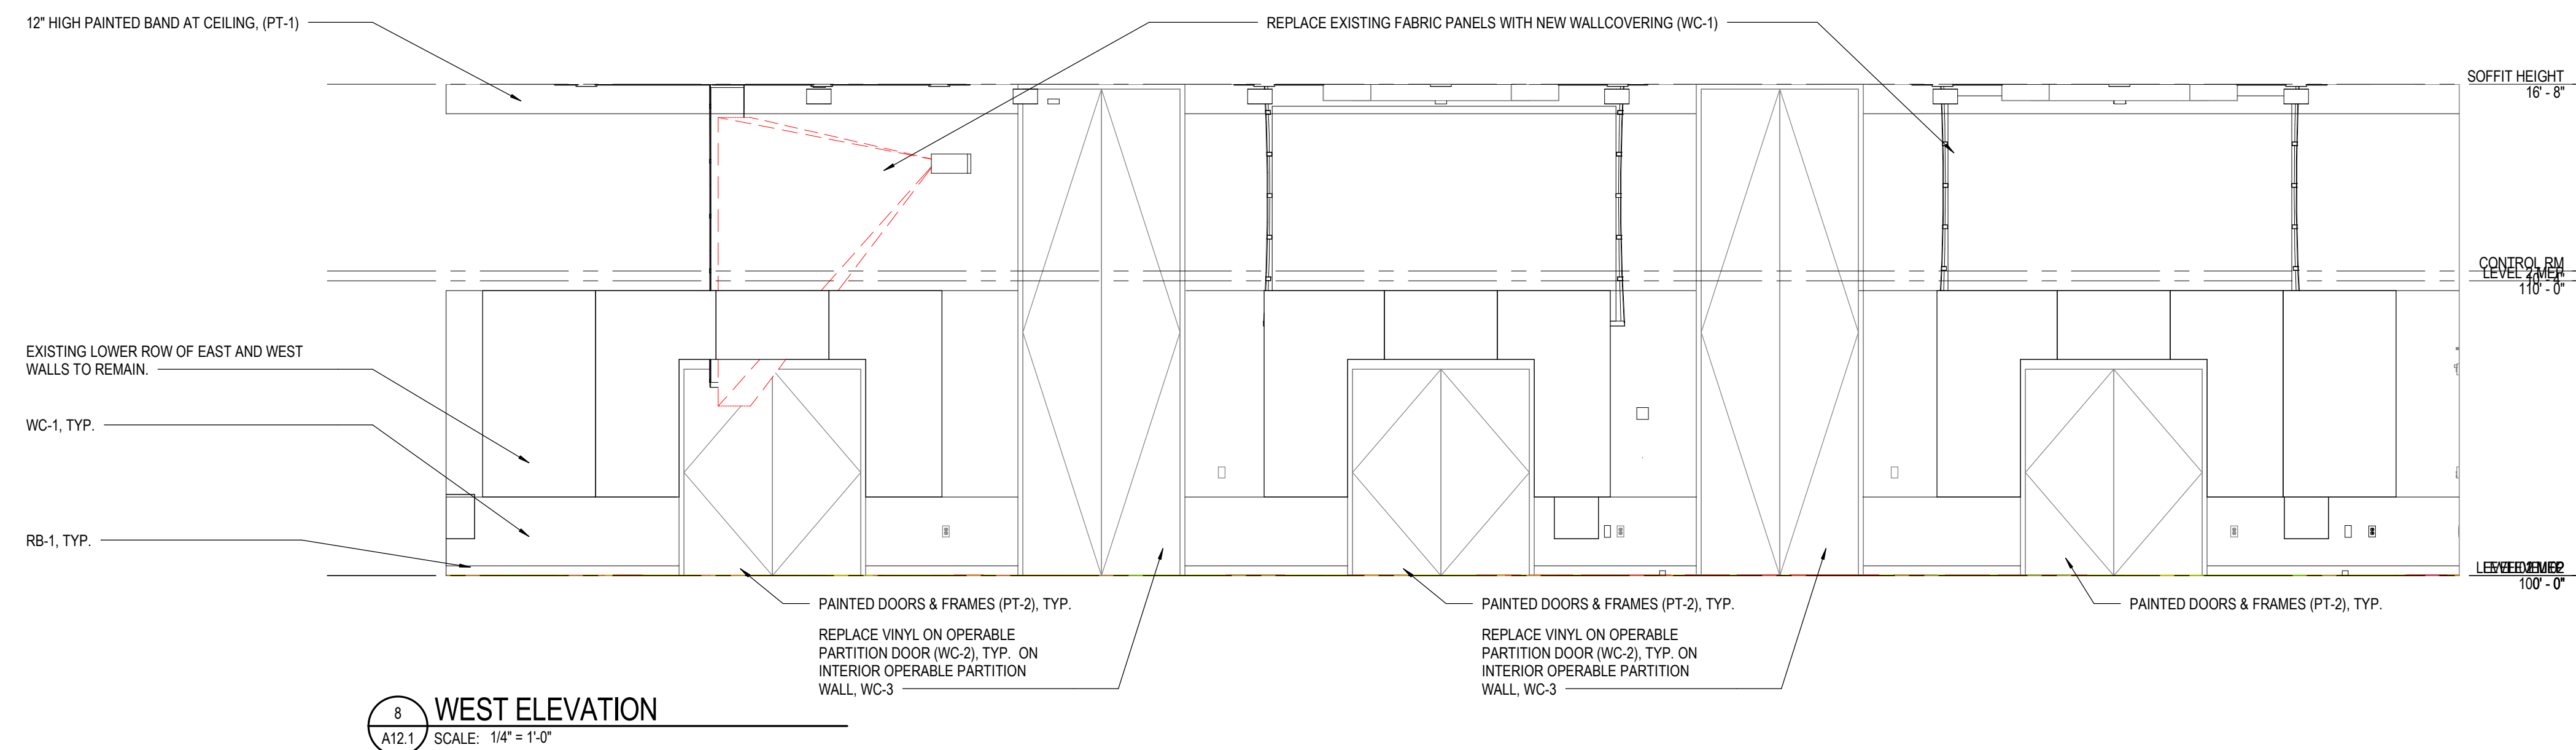 12" HIGH PAINTED BAND AT CEILING, (PT-1)
REPLACE EXISTING FABRIC PANELS WITH NEW WALLCOVERING (WC-1)
SOFFIT HEIGHT
16' - 8"
CONTROL RM
LEVEL 2 MEP
110' - 0"
EXISTING LOWER ROW OF EAST AND WEST
WALLS TO REMAIN.
WC-1, TYP.
RB-1, TYP.
100' - 0"
PAINTED DOORS & FRAMES (PT-2), TYP.
PAINTED DOORS & FRAMES (PT-2), TYP.
PAINTED DOORS & FRAMES (PT-2), TYP.
REPLACE VINYL ON OPERABLE
PARTITION DOOR (WC-2), TYP. ON
INTERIOR OPERABLE PARTITION
WALL, WC-3
REPLACE VINYL ON OPERABLE
PARTITION DOOR (WC-2), TYP. ON
INTERIOR OPERABLE PARTITION
WALL, WC-3
8
WEST ELEVATION
A12.1
SCALE: 1/4" = 1'-0"